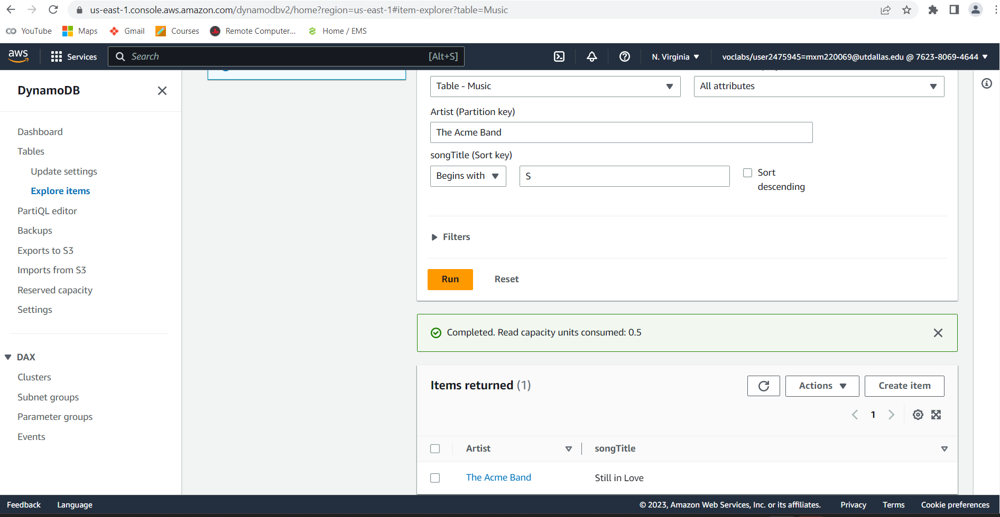 us-east-1.console.aws.amazon.com/dynamodbv2/home?region=us-east-1#item-explorer?table=Music
YouTube Maps Gmail Courses Remote Computer... Home / EMS
aws Services Search [Alt+S] N. Virginia voclabs/user2475945=mxm220069@utdallas.edu @ 7623-8069-4644
DynamoDB
Dashboard
Tables
Update settings
Explore items
PartiQL editor
Backups
Exports to S3
Imports from S3
Reserved capacity
Settings
DAX
Clusters
Subnet groups
Parameter groups
Events
Table - Music All attributes
Artist (Partition key)
The Acme Band
songTitle (Sort key)
Begins with S Sort
descending
Filters
Run Reset
Completed. Read capacity units consumed: 0.5
Items returned (1) Actions Create item
1
Artist songTitle
The Acme Band Still in Love
Feedback Language © 2023, Amazon Web Services, Inc. or its affiliates. Privacy Terms Cookie preferences